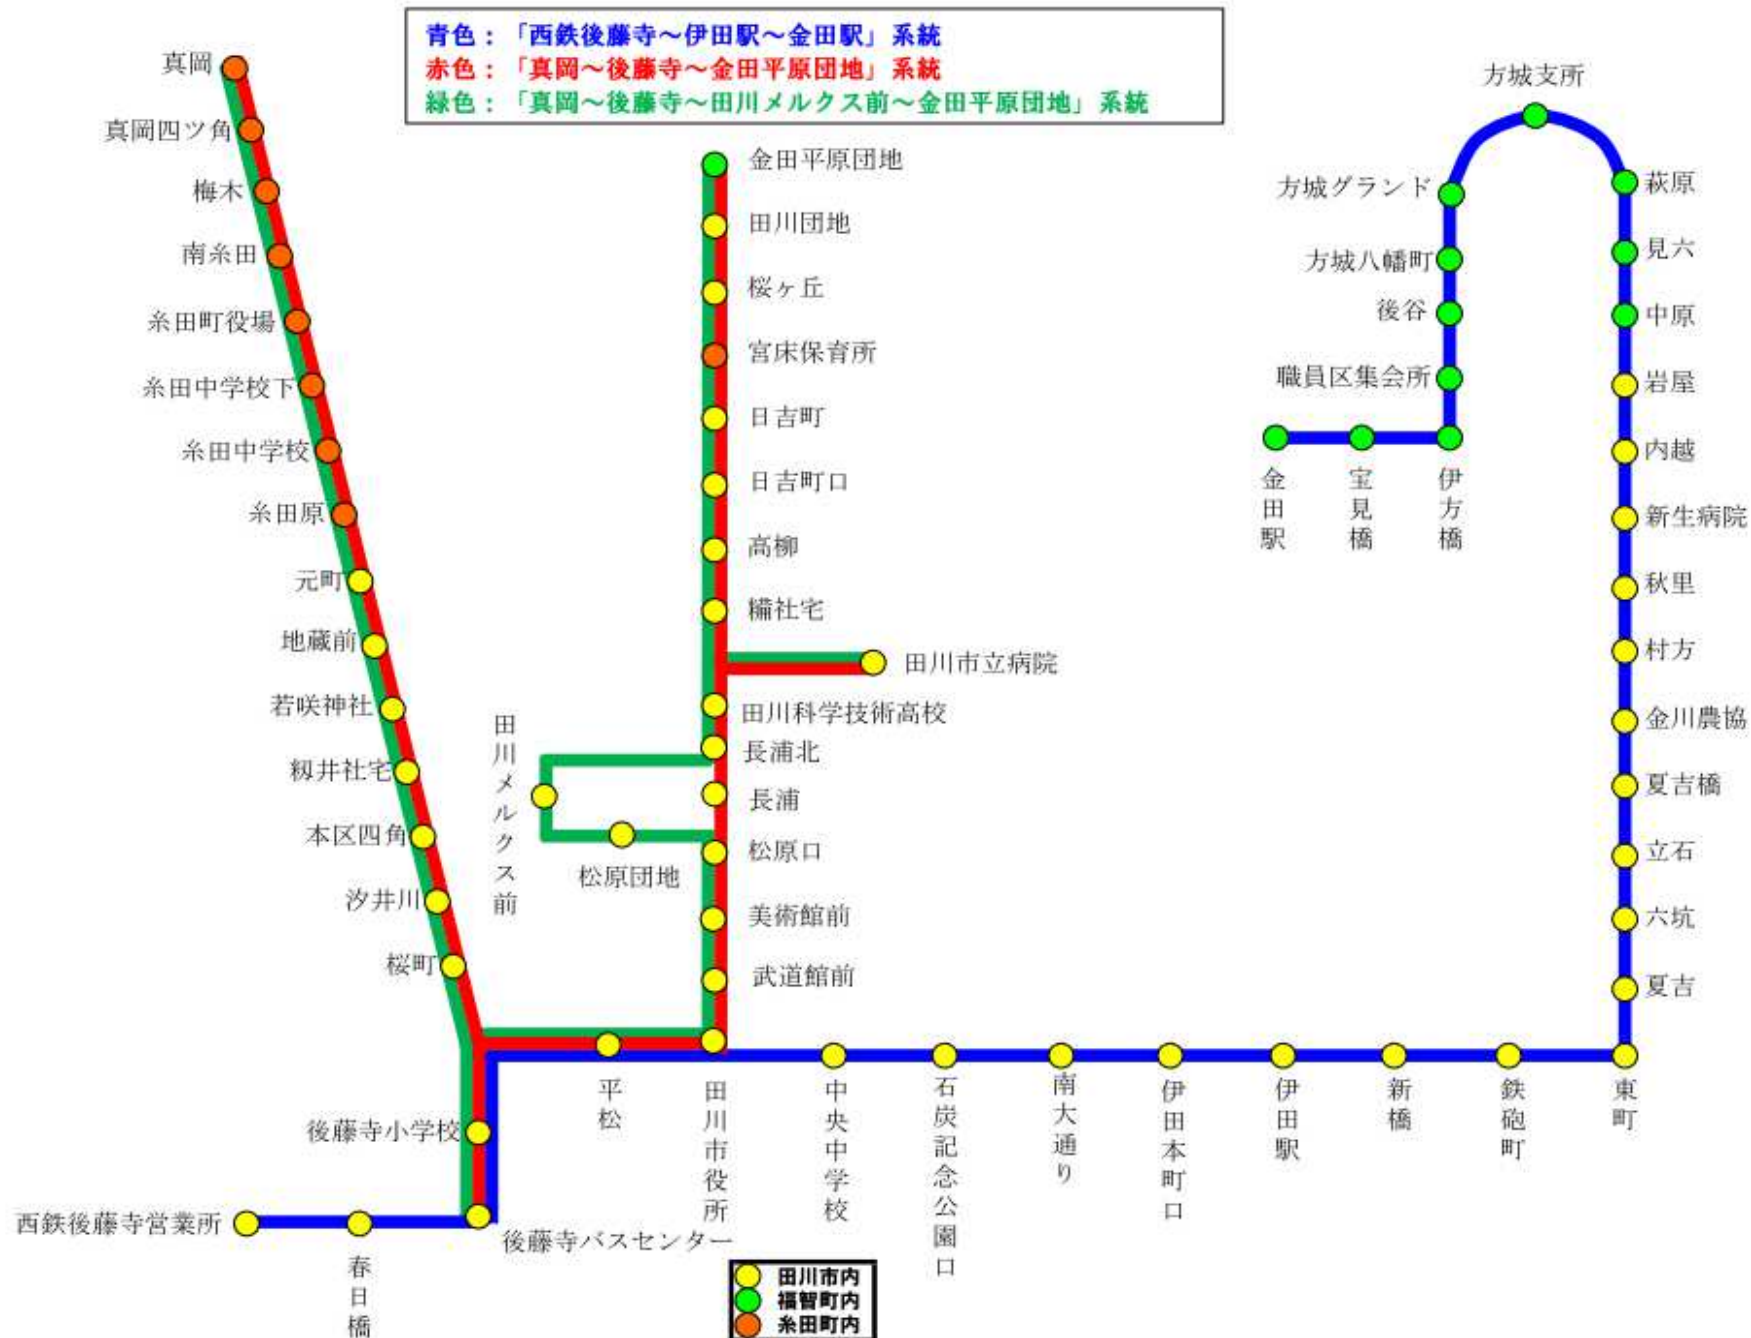 青色：「西鉄後藤寺～伊田駅～金田駅」系統
赤色：「真岡～後藤寺～金田平原団地」系統
緑色：「真岡～後藤寺～田川メルクス前～金田平原団地」系統
真岡
真岡四ツ角
梅木
南糸田
糸田町役場
糸田中学校下
糸田中学校
糸田原
元町
地蔵前
若咲神社
籾井社宅
本区四角
汐井川
桜町
後藤寺小学校
西鉄後藤寺営業所
春日橋
後藤寺バスセンター
金田平原団地
田川団地
桜ヶ丘
宮床保育所
日吉町
日吉町口
高柳
糒社宅
田川市立病院
田川科学技術高校
長浦北
長浦
田川メルクス前
松原団地
松原口
美術館前
武道館前
平松
田川市役所
中央中学校
石炭記念公園口
南大通り
伊田本町口
伊田駅
新橋
鉄砲町
東町
方城支所
方城グランド
方城八幡町
後谷
職員区集会所
金田駅
宝見橋
伊方橋
萩原
見六
中原
岩屋
内越
新生病院
秋里
村方
金川農協
夏吉橋
立石
六坑
夏吉
田川市内
福智町内
糸田町内